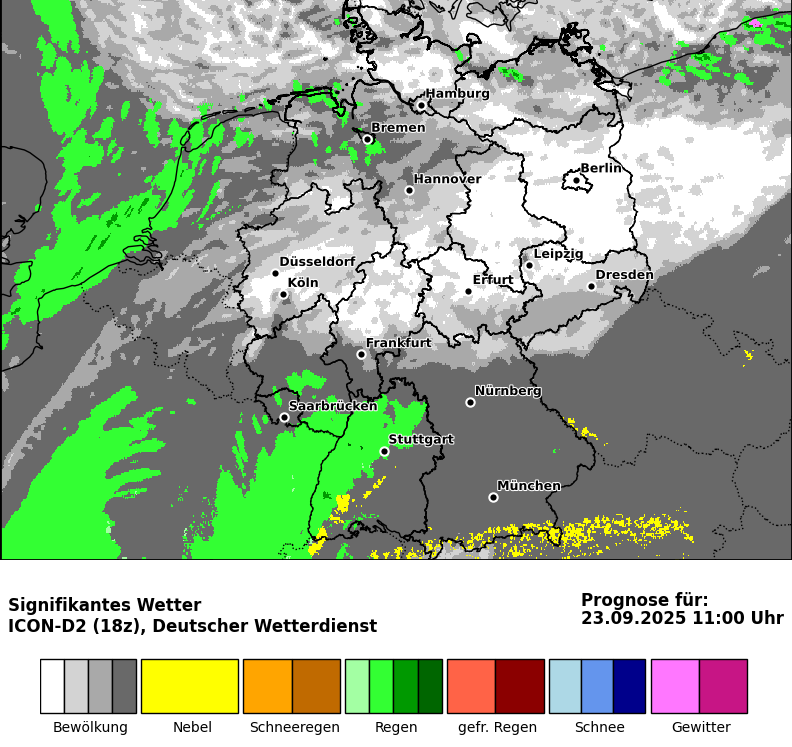 Hamburg
Bremen
Berlin
Hannover
Leipzig
Düsseldorf
Dresden
Köln
Erfurt
Frankfurt
Nürnberg
Saarbrücken
Stuttgart
München
Signifikantes Wetter
ICON-D2 (18z), Deutscher Wetterdienst
Prognose für:
23.09.2025 11:00 Uhr
Bewölkung
Nebel
Schneeregen
Regen
gefr. Regen
Schnee
Gewitter